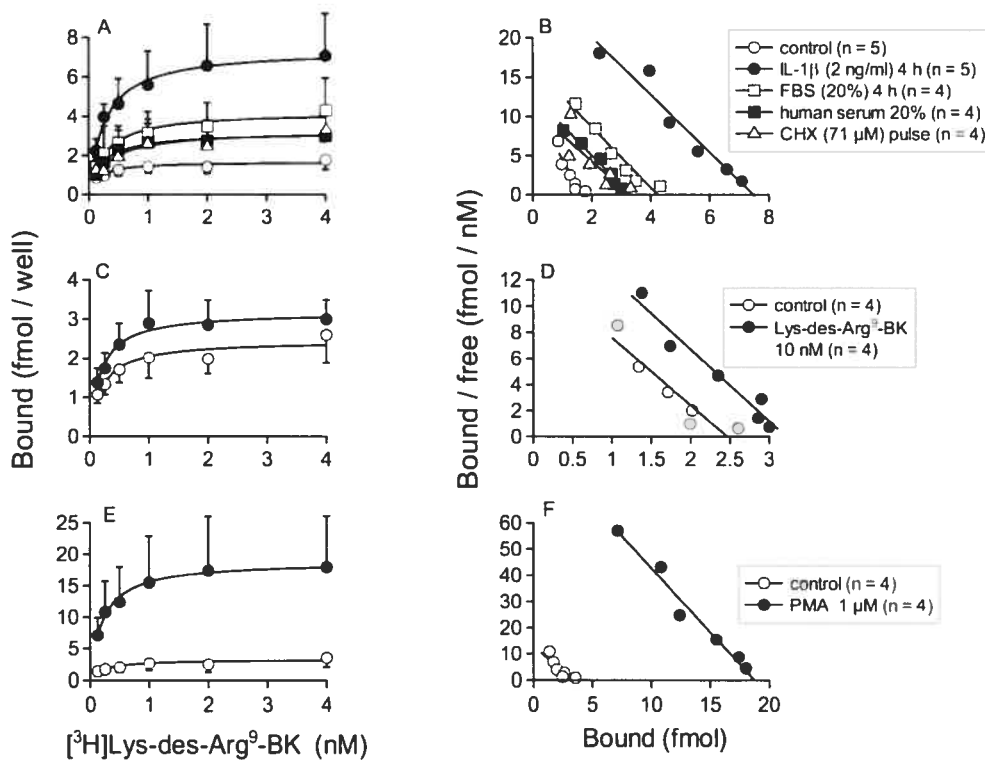 A
8
6
4
2
0
0 1 2 3 4
B
20
15
10
5
0
0 2 4 6 8
control (n = 5)
IL-1β (2 ng/ml) 4 h (n = 5)
FBS (20%) 4 h (n = 4)
human serum 20% (n = 4)
CHX (71 µM) pulse (n = 4)
Bound (fmol / well)
C
4
3
2
1
0
0 1 2 3 4
Bound / free (fmol / nM)
D
12
10
8
6
4
2
0
0 0.5 1 1.5 2 2.5 3
control (n = 4)
Lys-des-Arg⁹-BK
10 nM (n = 4)
E
25
20
15
10
5
0
0 1 2 3 4
[³H]Lys-des-Arg⁹-BK (nM)
F
60
50
40
30
20
10
0
0 5 10 15 20
Bound (fmol)
control (n = 4)
PMA 1 µM (n = 4)